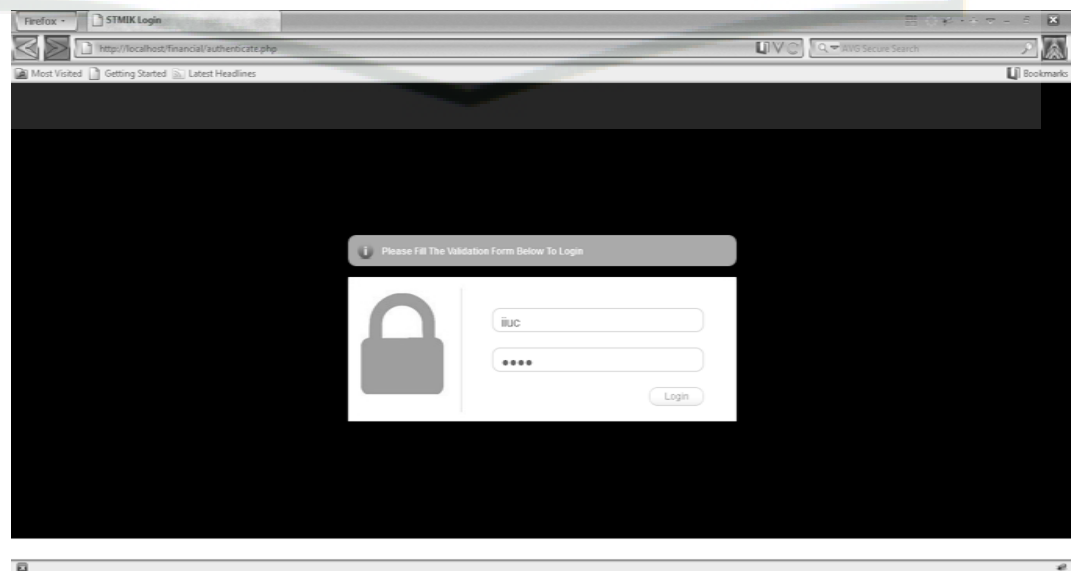 Firefox
STMIK Login
http://localhost/financial/authenticate.php
AVG Secure Search
Most Visited Getting Started Latest Headlines Bookmarks
Please Fill The Validation Form Below To Login
iiuc
••••
Login